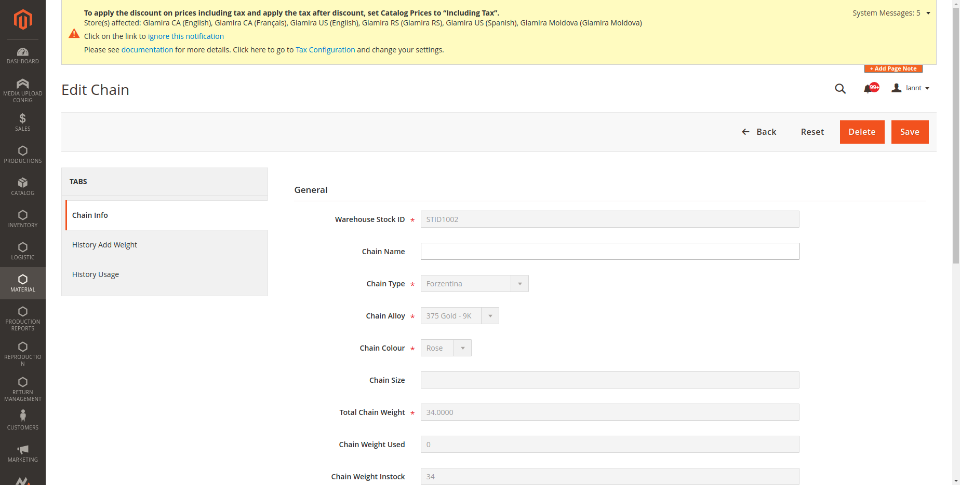 To apply the discount on prices including tax and apply the tax after discount, set Catalog Prices to "Including Tax".
Store(s) affected: Glamira CA (English), Glamira CA (Français), Glamira US (English), Glamira RS (Glamira RS), Glamira US (Spanish), Glamira Moldova (Glamira Moldova)
Click on the link to ignore this notification
Please see documentation for more details. Click here to go to Tax Configuration and change your settings.
System Messages: 5
+ Add Page Note
Edit Chain
99+
lannt
Back
Reset
Delete
Save
DASHBOARD
MEDIA UPLOAD
CONFIG
SALES
PRODUCTIONS
CATALOG
INVENTORY
LOGISTIC
MATERIAL
PRODUCTION
REPORTS
REPRODUCTIO
N
RETURN
MANAGEMENT
CUSTOMERS
MARKETING
TABS
Chain Info
History Add Weight
History Usage
General
Warehouse Stock ID * STID1002
Chain Name
Chain Type * Forzentina
Chain Alloy * 375 Gold - 9K
Chain Colour * Rose
Chain Size
Total Chain Weight * 34.0000
Chain Weight Used 0
Chain Weight Instock 34